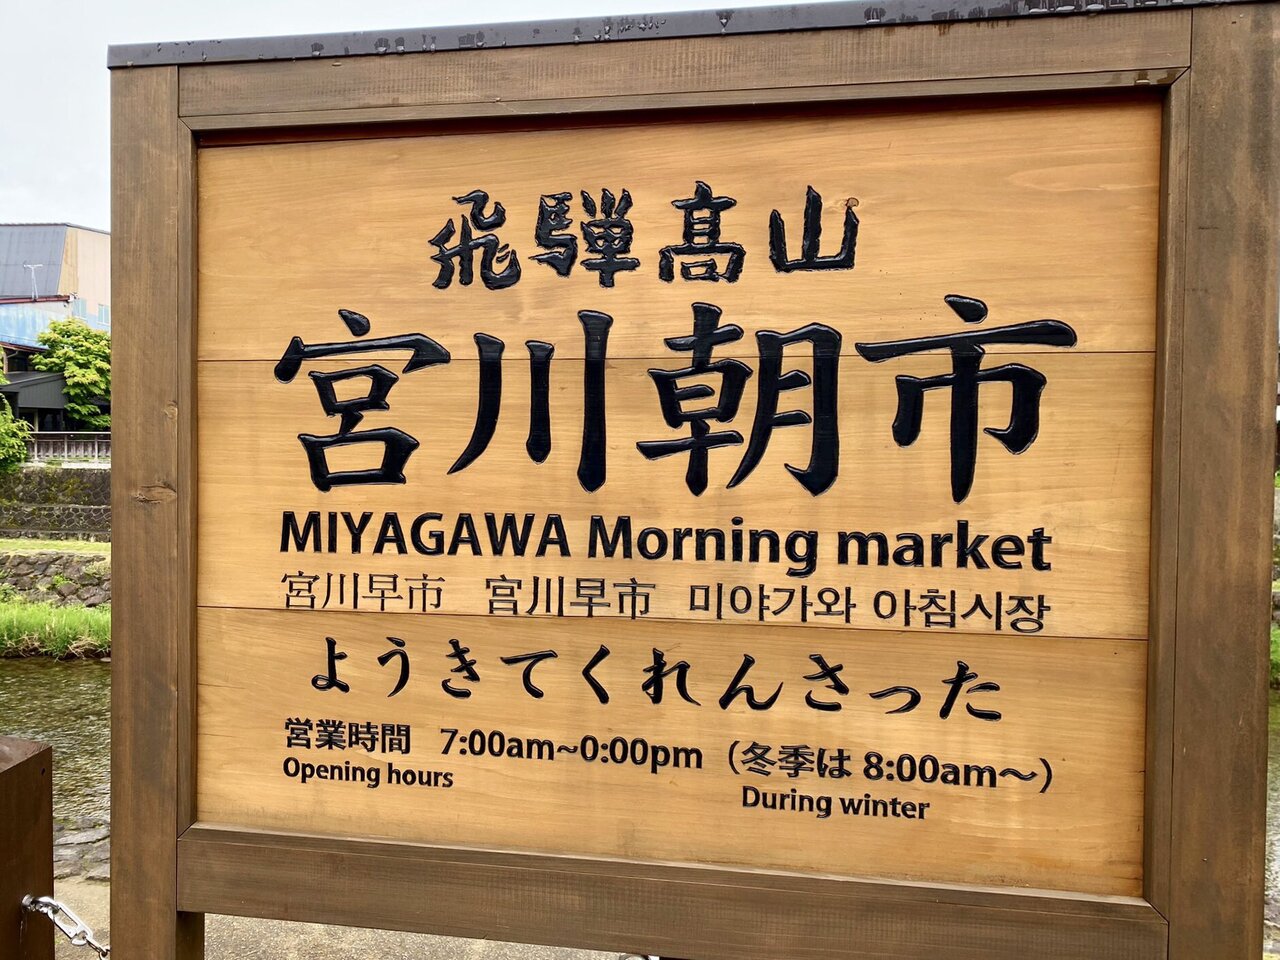 飛騨高山
宮川朝市
MIYAGAWA Morning market
宮川早市 宮川早市 미야가와 아침시장
ようきてくれんさった
営業時間 7:00am~0:00pm (冬季は 8:00am~)
Opening hours During winter